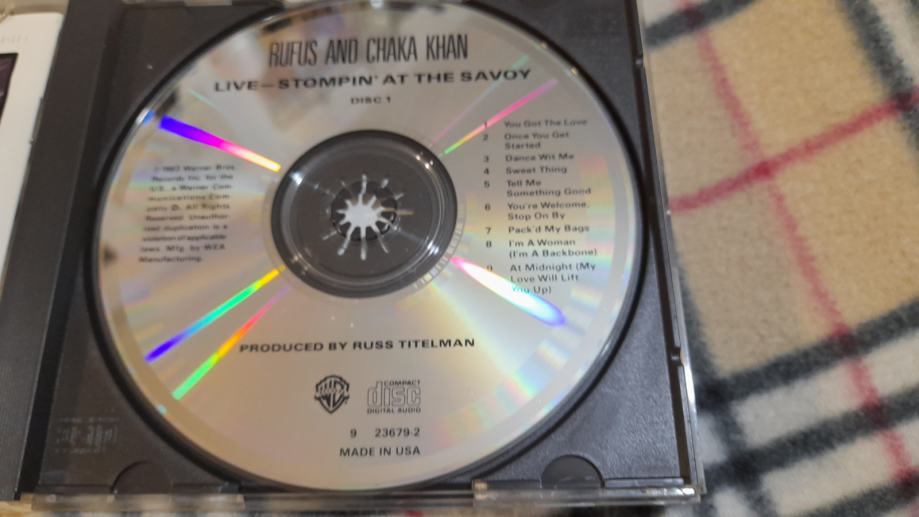 RUFUS AND CHAKA KHAN
LIVE—STOMPIN' AT THE SAVOY
DISC 1
1 You Got The Love
2 Once You Get
Started
3 Dance Wit Me
4 Sweet Thing
5 Tell Me
Something Good
6 You're Welcome,
Stop On By
7 Pack'd My Bags
8 I'm A Woman
(I'm A Backbone)
9 At Midnight (My
Love Will Lift
You Up)
1983 Warner Bros.
Records Inc. for the
U.S., a Warner Com-
munications Com-
pany. All Rights
Reserved. Unauthor-
ized duplication is a
violation of applicable
laws. Mfg. by WEA
Manufacturing.
PRODUCED BY RUSS TITELMAN
COMPACT
disc
DIGITAL AUDIO
9 23679-2
MADE IN USA